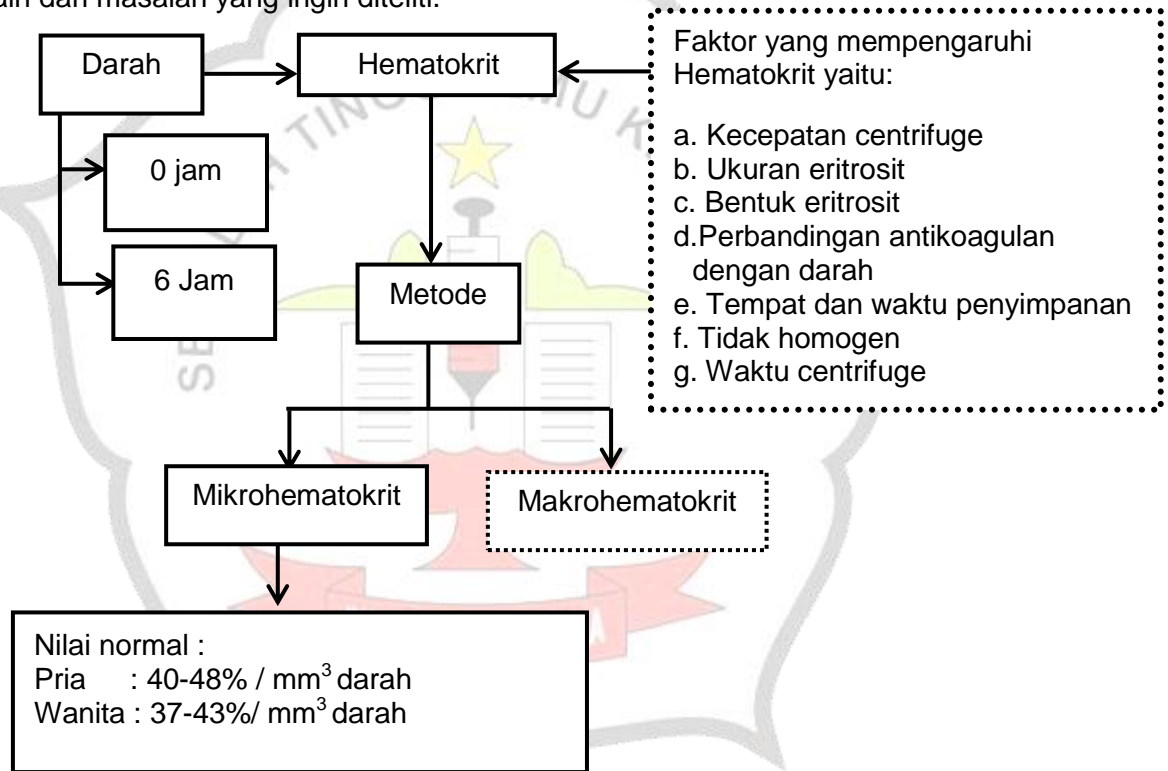 Darah
Hematokrit
Faktor yang mempengaruhi
Hematokrit yaitu:
a. Kecepatan centrifuge
b. Ukuran eritrosit
c. Bentuk eritrosit
d.Perbandingan antikoagulan
dengan darah
e. Tempat dan waktu penyimpanan
f. Tidak homogen
g. Waktu centrifuge
0 jam
6 Jam
Metode
Mikrohematokrit
Makrohematokrit
Nilai normal :
Pria : 40-48% / mm³ darah
Wanita : 37-43%/ mm³ darah